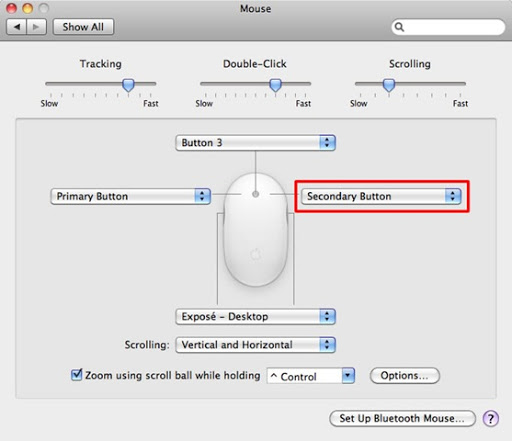 Mouse
Show All
Tracking Double-Click Scrolling
Slow Fast Slow Fast Slow Fast
Button 3
Primary Button Secondary Button
Exposé – Desktop
Scrolling: Vertical and Horizontal
Zoom using scroll ball while holding ^ Control Options...
Set Up Bluetooth Mouse... ?